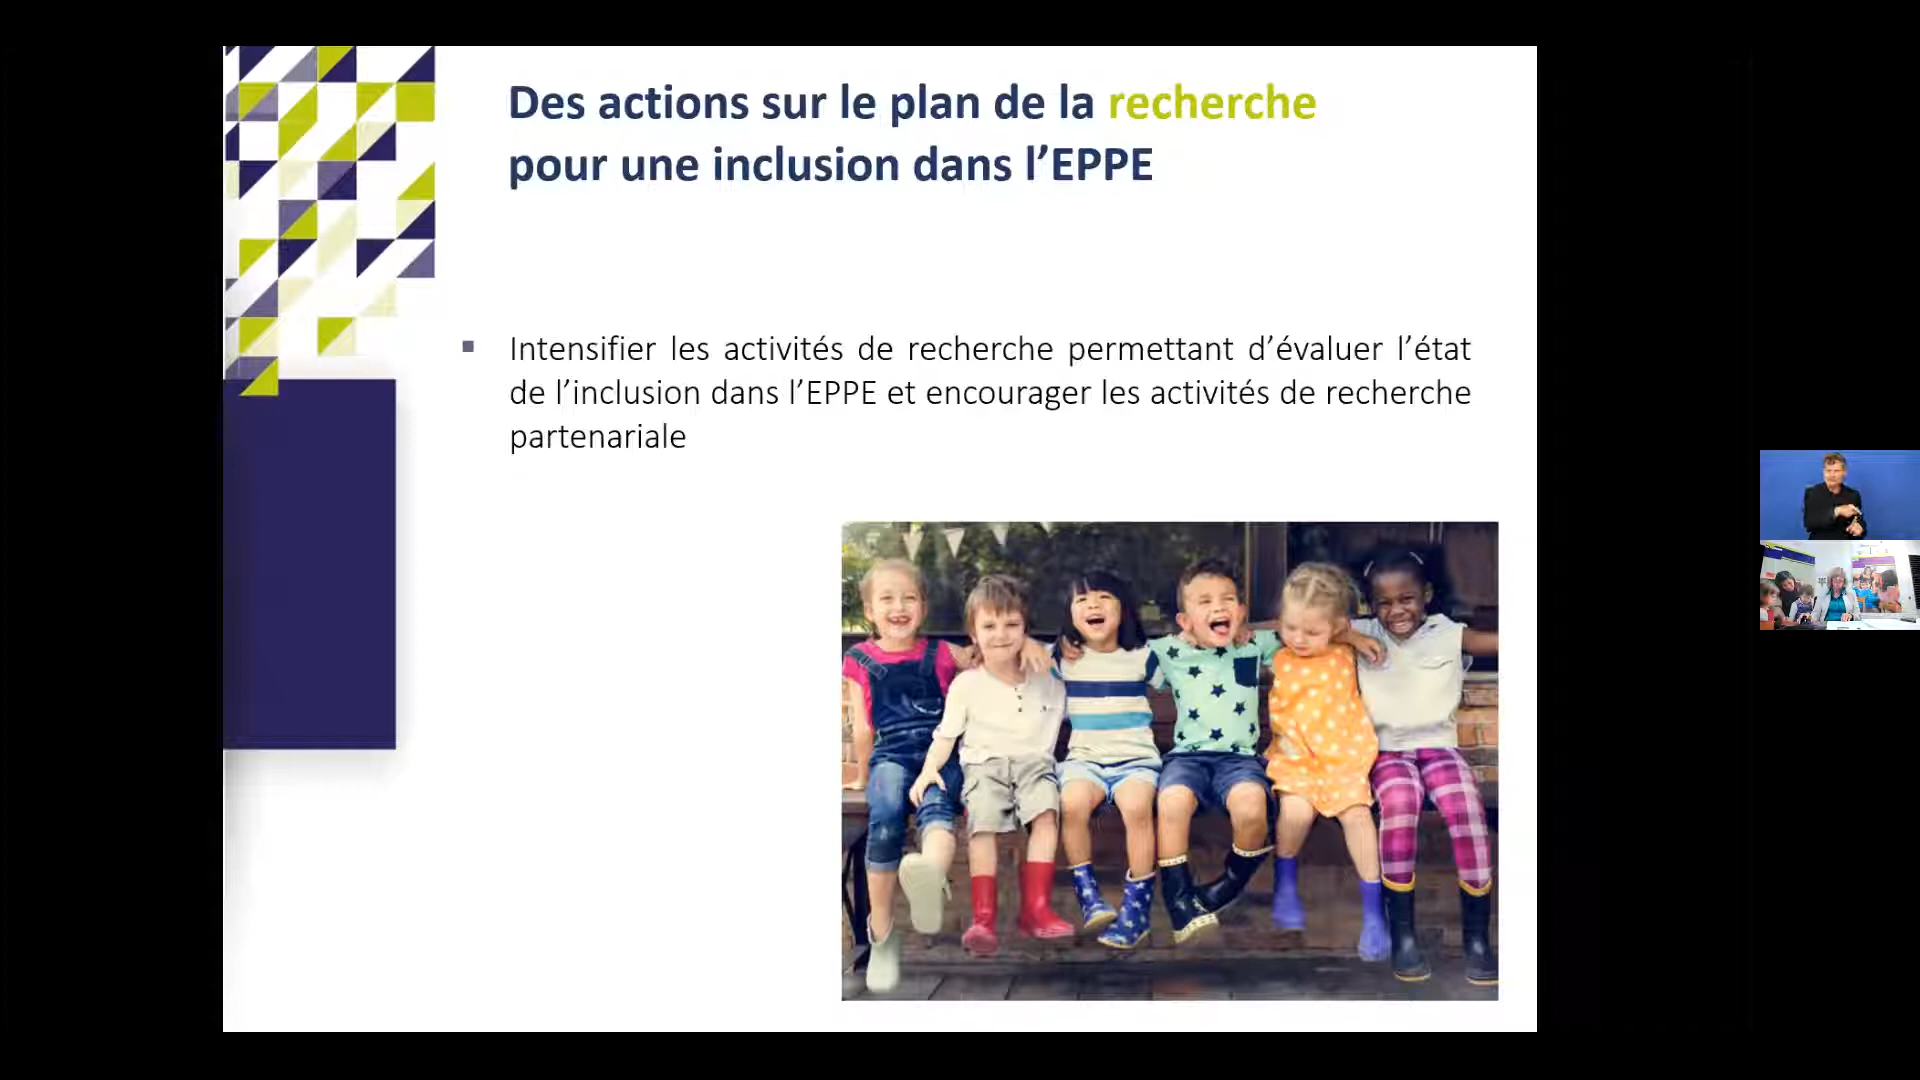 Des actions sur le plan de la recherche
pour une inclusion dans l’EPPE
▪ Intensifier les activités de recherche permettant d’évaluer l’état
de l’inclusion dans l’EPPE et encourager les activités de recherche
partenariale